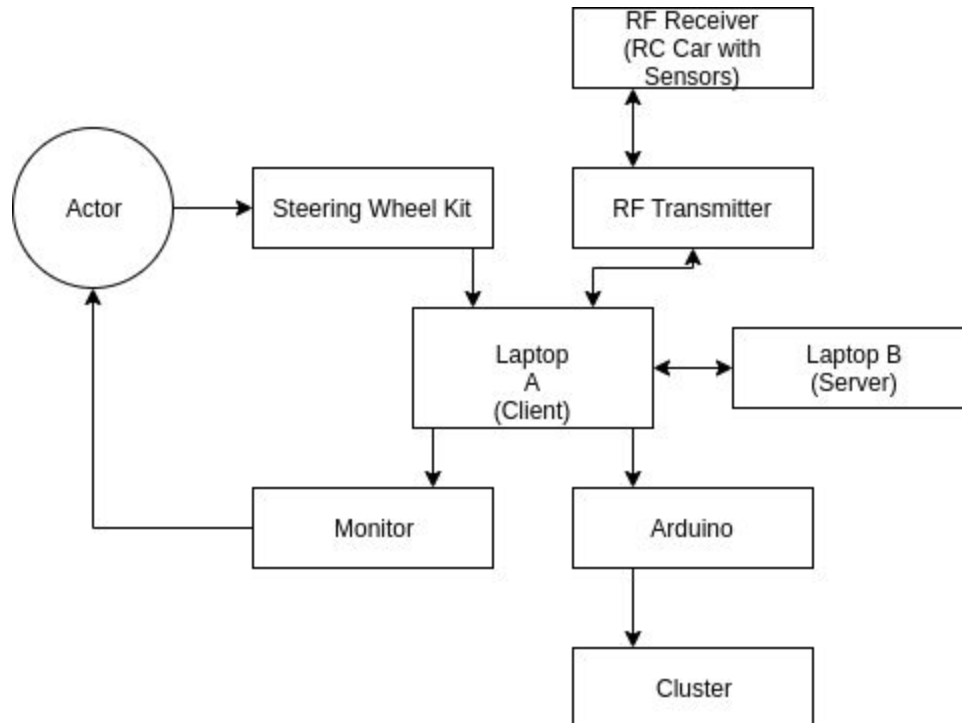 RF Receiver
(RC Car with
Sensors)
Actor
Steering Wheel Kit
RF Transmitter
Laptop
A
(Client)
Laptop B
(Server)
Monitor
Arduino
Cluster